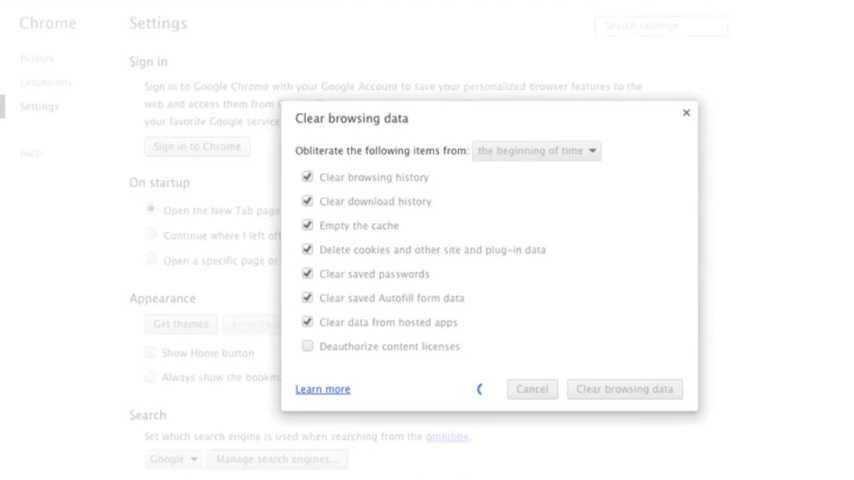 Chrome
Settings
Search settings
History
Extensions
Settings
Help
Sign in
Sign in to Google Chrome with your Google Account to save your personalized browser features to the
web and access them from
your favorite Google service
Sign in to Chrome
On startup
Open the New Tab page
Continue where I left of
Open a specific page or
Appearance
Get themes
Show Home button
Always show the bookm
Search
Set which search engine is used when searching from the omnibox.
Google
Manage search engines...
Clear browsing data
Obliterate the following items from: the beginning of time
Clear browsing history
Clear download history
Empty the cache
Delete cookies and other site and plug-in data
Clear saved passwords
Clear saved Autofill form data
Clear data from hosted apps
Deauthorize content licenses
Learn more
Cancel
Clear browsing data